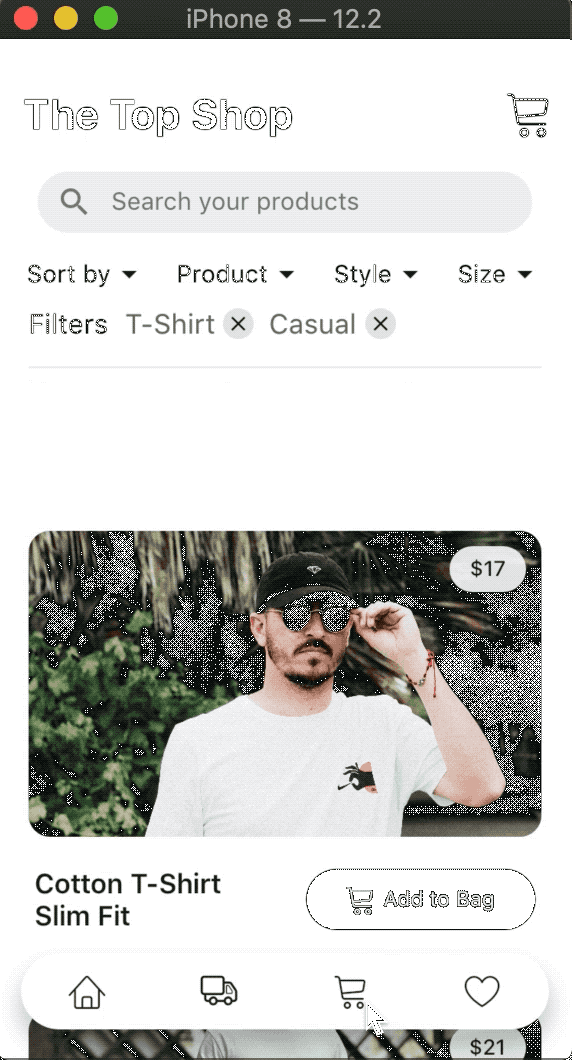 iPhone 8 — 12.2
The Top Shop
Search your products
Sort by Product Style Size
Filters T-Shirt Casual
$17
Cotton T-Shirt
Slim Fit
Add to Bag
$21